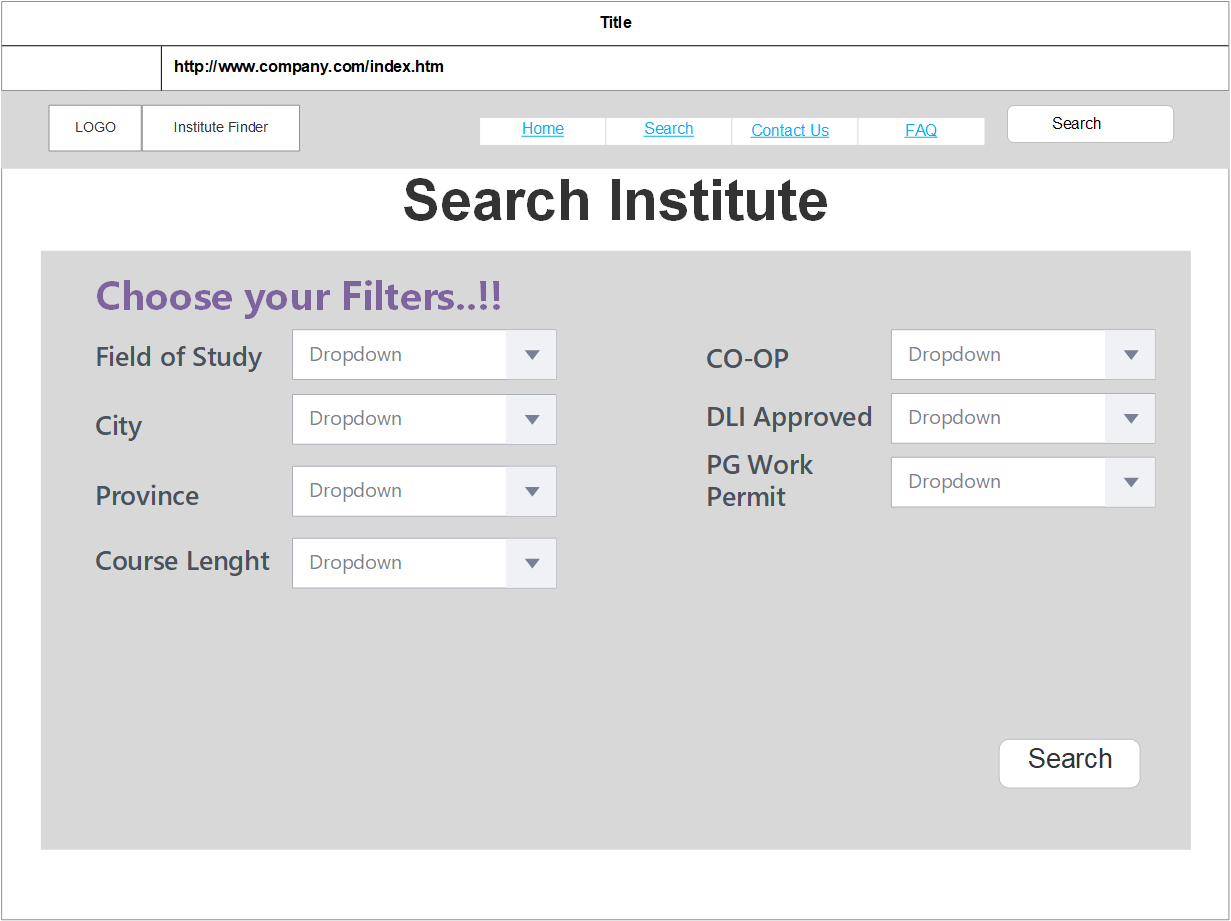 Title
http://www.company.com/index.htm
LOGO
Institute Finder
Home
Search
Contact Us
FAQ
Search
Search Institute
Choose your Filters..!!
Field of Study
Dropdown
City
Dropdown
Province
Dropdown
Course Lenght
Dropdown
CO-OP
Dropdown
DLI Approved
Dropdown
PG Work
Permit
Dropdown
Search